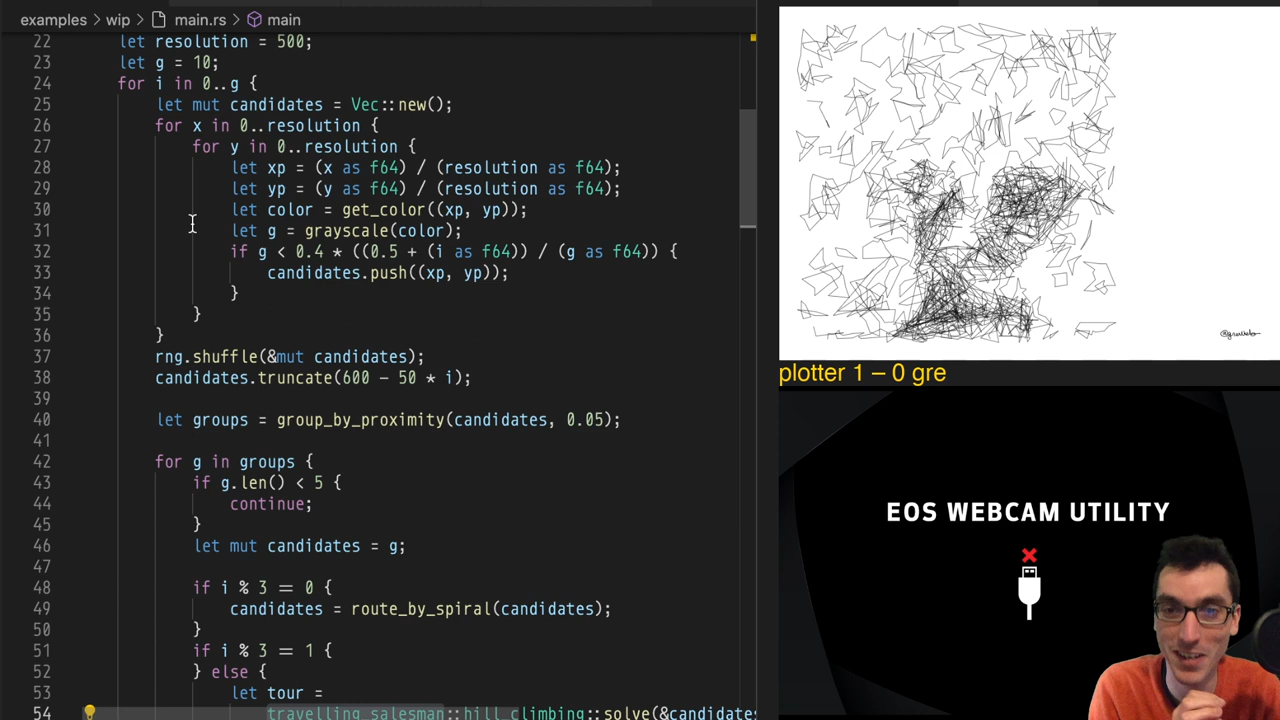 examples › wip › main.rs › main
22 let resolution = 500;
23 let g = 10;
24 for i in 0..g {
25 let mut candidates = Vec::new();
26 for x in 0..resolution {
27 for y in 0..resolution {
28 let xp = (x as f64) / (resolution as f64);
29 let yp = (y as f64) / (resolution as f64);
30 let color = get_color((xp, yp));
31 let g = grayscale(color);
32 if g < 0.4 * ((0.5 + (i as f64)) / (g as f64)) {
33 candidates.push((xp, yp));
34 }
35 }
36 }
37 rng.shuffle(&mut candidates);
38 candidates.truncate(600 - 50 * i);
39
40 let groups = group_by_proximity(candidates, 0.05);
41
42 for g in groups {
43 if g.len() < 5 {
44 continue;
45 }
46 let mut candidates = g;
47
48 if i % 3 == 0 {
49 candidates = route_by_spiral(candidates);
50 }
51 if i % 3 == 1 {
52 } else {
53 let tour =
54 travelling_salesman::hill_climbing::solve(&candidates
plotter 1 – 0 gre
EOS WEBCAM UTILITY